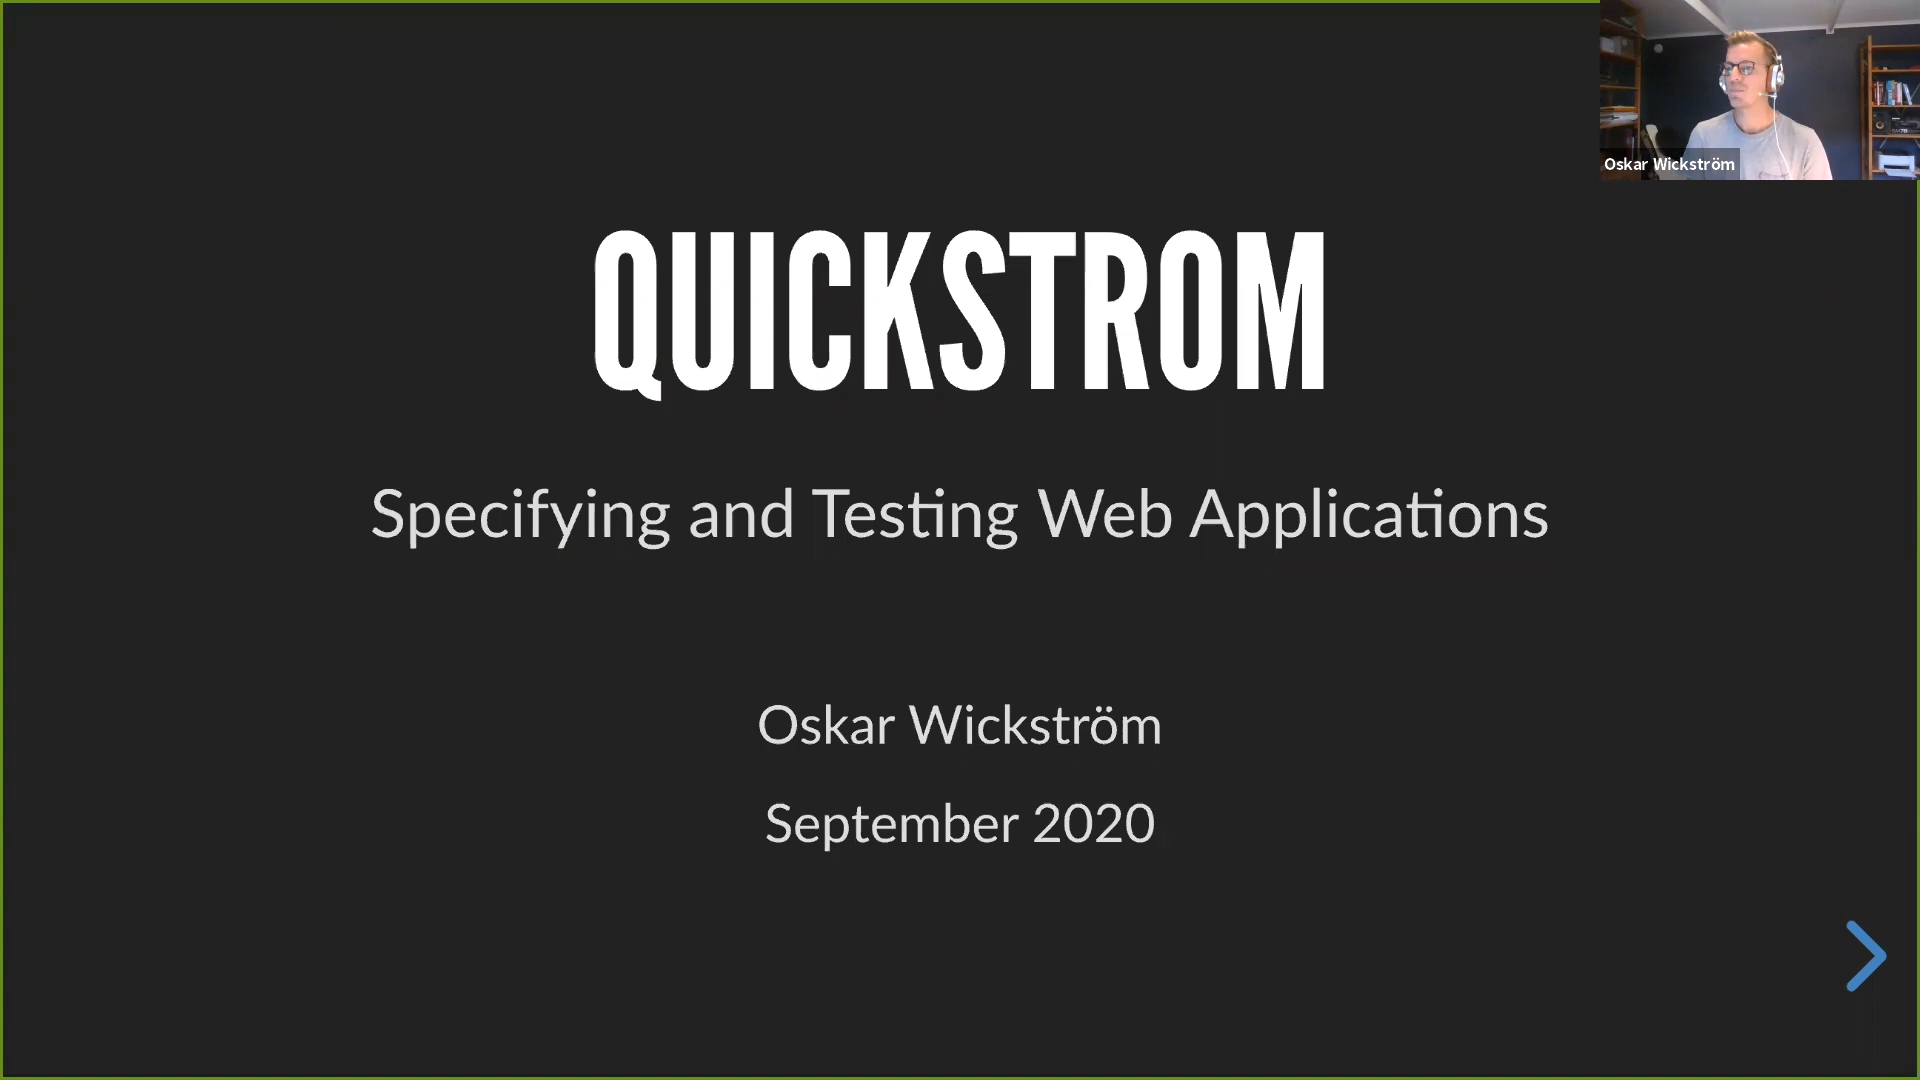 Oskar Wickström
QUICKSTROM
Specifying and Testing Web Applications
Oskar Wickström
September 2020